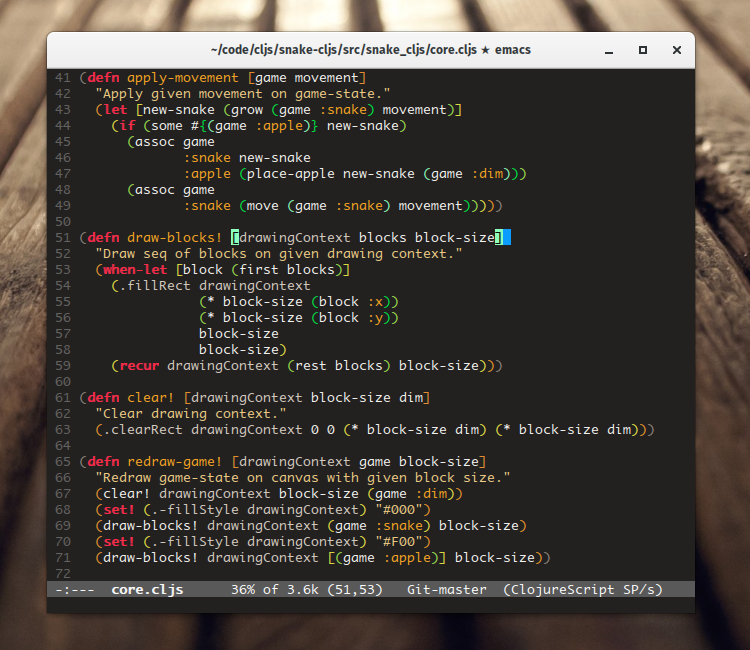 ~/code/cljs/snake-cljs/src/snake_cljs/core.cljs ★ emacs
41 (defn apply-movement [game movement]
42   "Apply given movement on game-state."
43   (let [new-snake (grow (game :snake) movement)]
44     (if (some #{(game :apple)} new-snake)
45       (assoc game
46              :snake new-snake
47              :apple (place-apple new-snake (game :dim)))
48       (assoc game
49              :snake (move (game :snake) movement)))))
50
51 (defn draw-blocks! [drawingContext blocks block-size]
52   "Draw seq of blocks on given drawing context."
53   (when-let [block (first blocks)]
54     (.fillRect drawingContext
55                (* block-size (block :x))
56                (* block-size (block :y))
57                block-size
58                block-size)
59     (recur drawingContext (rest blocks) block-size)))
60
61 (defn clear! [drawingContext block-size dim]
62   "Clear drawing context."
63   (.clearRect drawingContext 0 0 (* block-size dim) (* block-size dim)))
64
65 (defn redraw-game! [drawingContext game block-size]
66   "Redraw game-state on canvas with given block size."
67   (clear! drawingContext block-size (game :dim))
68   (set! (.-fillStyle drawingContext) "#000")
69   (draw-blocks! drawingContext (game :snake) block-size)
70   (set! (.-fillStyle drawingContext) "#F00")
71   (draw-blocks! drawingContext [(game :apple)] block-size))
72
-:---  core.cljs      36% of 3.6k (51,53)   Git-master  (ClojureScript SP/s)